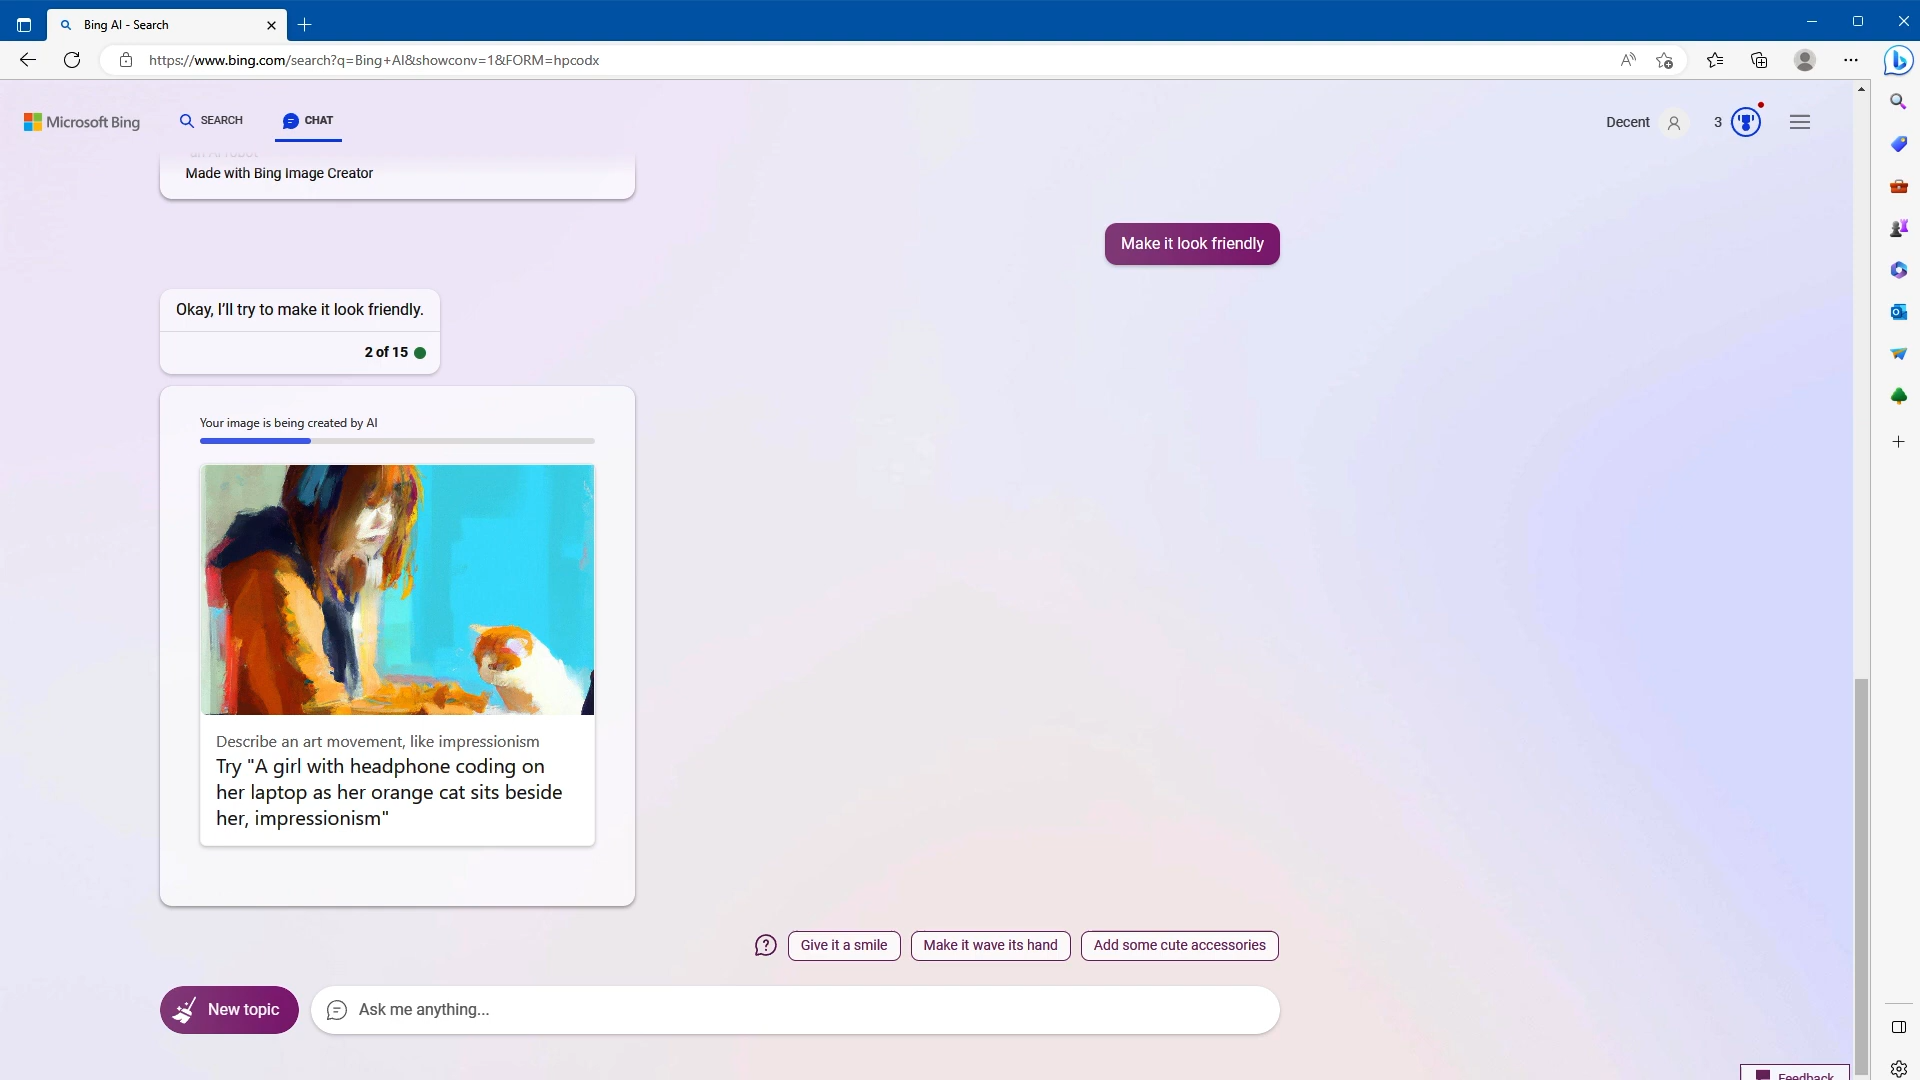 Bing AI - Search
https://www.bing.com/search?q=Bing+AI&showconv=1&FORM=hpcodx
Microsoft Bing
SEARCH
CHAT
Decent
3
an AI robot
Made with Bing Image Creator
Make it look friendly
Okay, I’ll try to make it look friendly.
2 of 15
Your image is being created by AI
Describe an art movement, like impressionism
Try "A girl with headphone coding on
her laptop as her orange cat sits beside
her, impressionism"
Give it a smile
Make it wave its hand
Add some cute accessories
New topic
Ask me anything...
Feedback